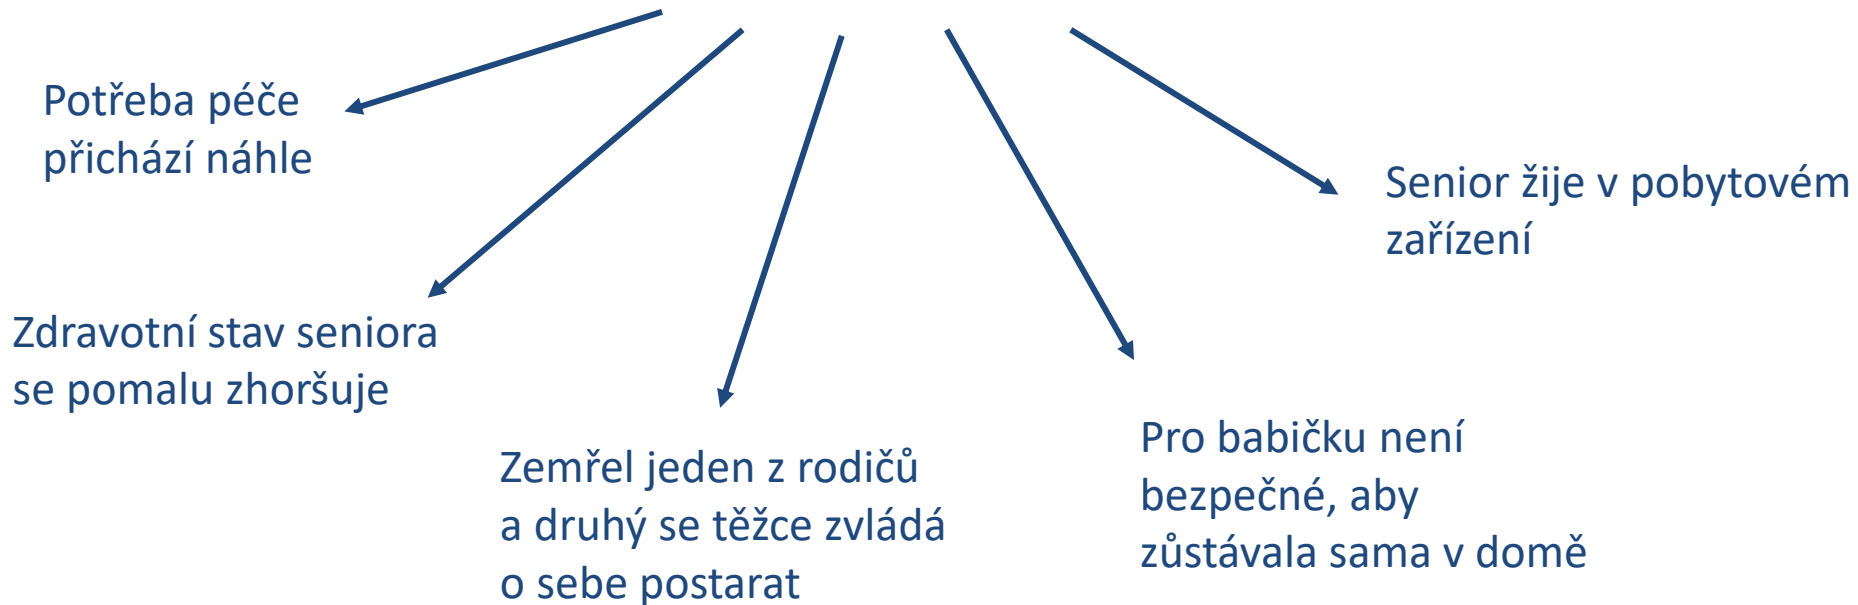 Potřeba péče
přichází náhle
Senior žije v pobytovém
zařízení
Zdravotní stav seniora
se pomalu zhoršuje
Zemřel jeden z rodičů
a druhý se těžce zvládá
o sebe postarat
Pro babičku není
bezpečné, aby
zůstávala sama v domě